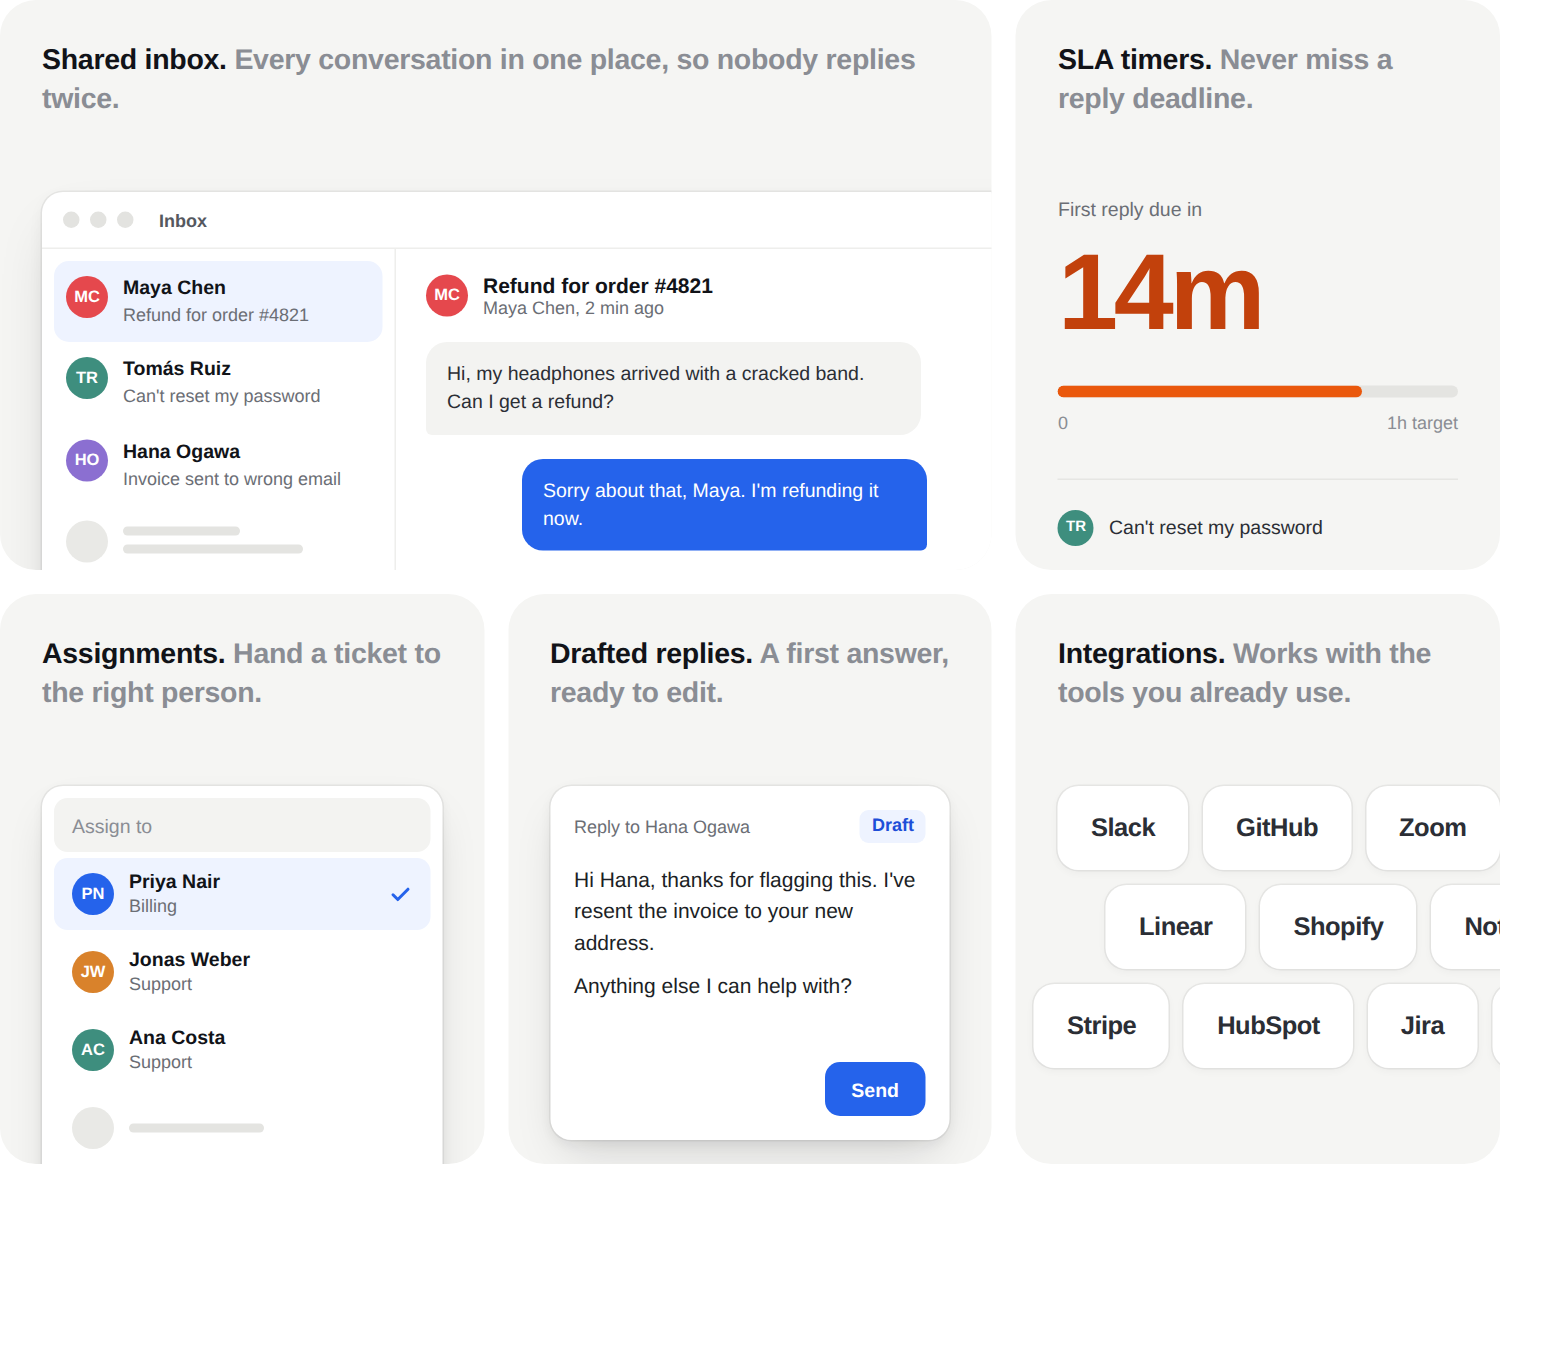 Shared inbox. Every conversation in one place, so nobody replies
twice.
Inbox
MC
Maya Chen
Refund for order #4821
TR
Tomás Ruiz
Can't reset my password
HO
Hana Ogawa
Invoice sent to wrong email
MC
Refund for order #4821
Maya Chen, 2 min ago
Hi, my headphones arrived with a cracked band.
Can I get a refund?
Sorry about that, Maya. I'm refunding it
now.
SLA timers. Never miss a
reply deadline.
First reply due in
14m
0
1h target
TR
Can't reset my password
Assignments. Hand a ticket to
the right person.
Assign to
PN
Priya Nair
Billing
JW
Jonas Weber
Support
AC
Ana Costa
Support
Drafted replies. A first answer,
ready to edit.
Reply to Hana Ogawa
Draft
Hi Hana, thanks for flagging this. I've
resent the invoice to your new
address.
Anything else I can help with?
Send
Integrations. Works with the
tools you already use.
Slack
GitHub
Zoom
Linear
Shopify
Stripe
HubSpot
Jira